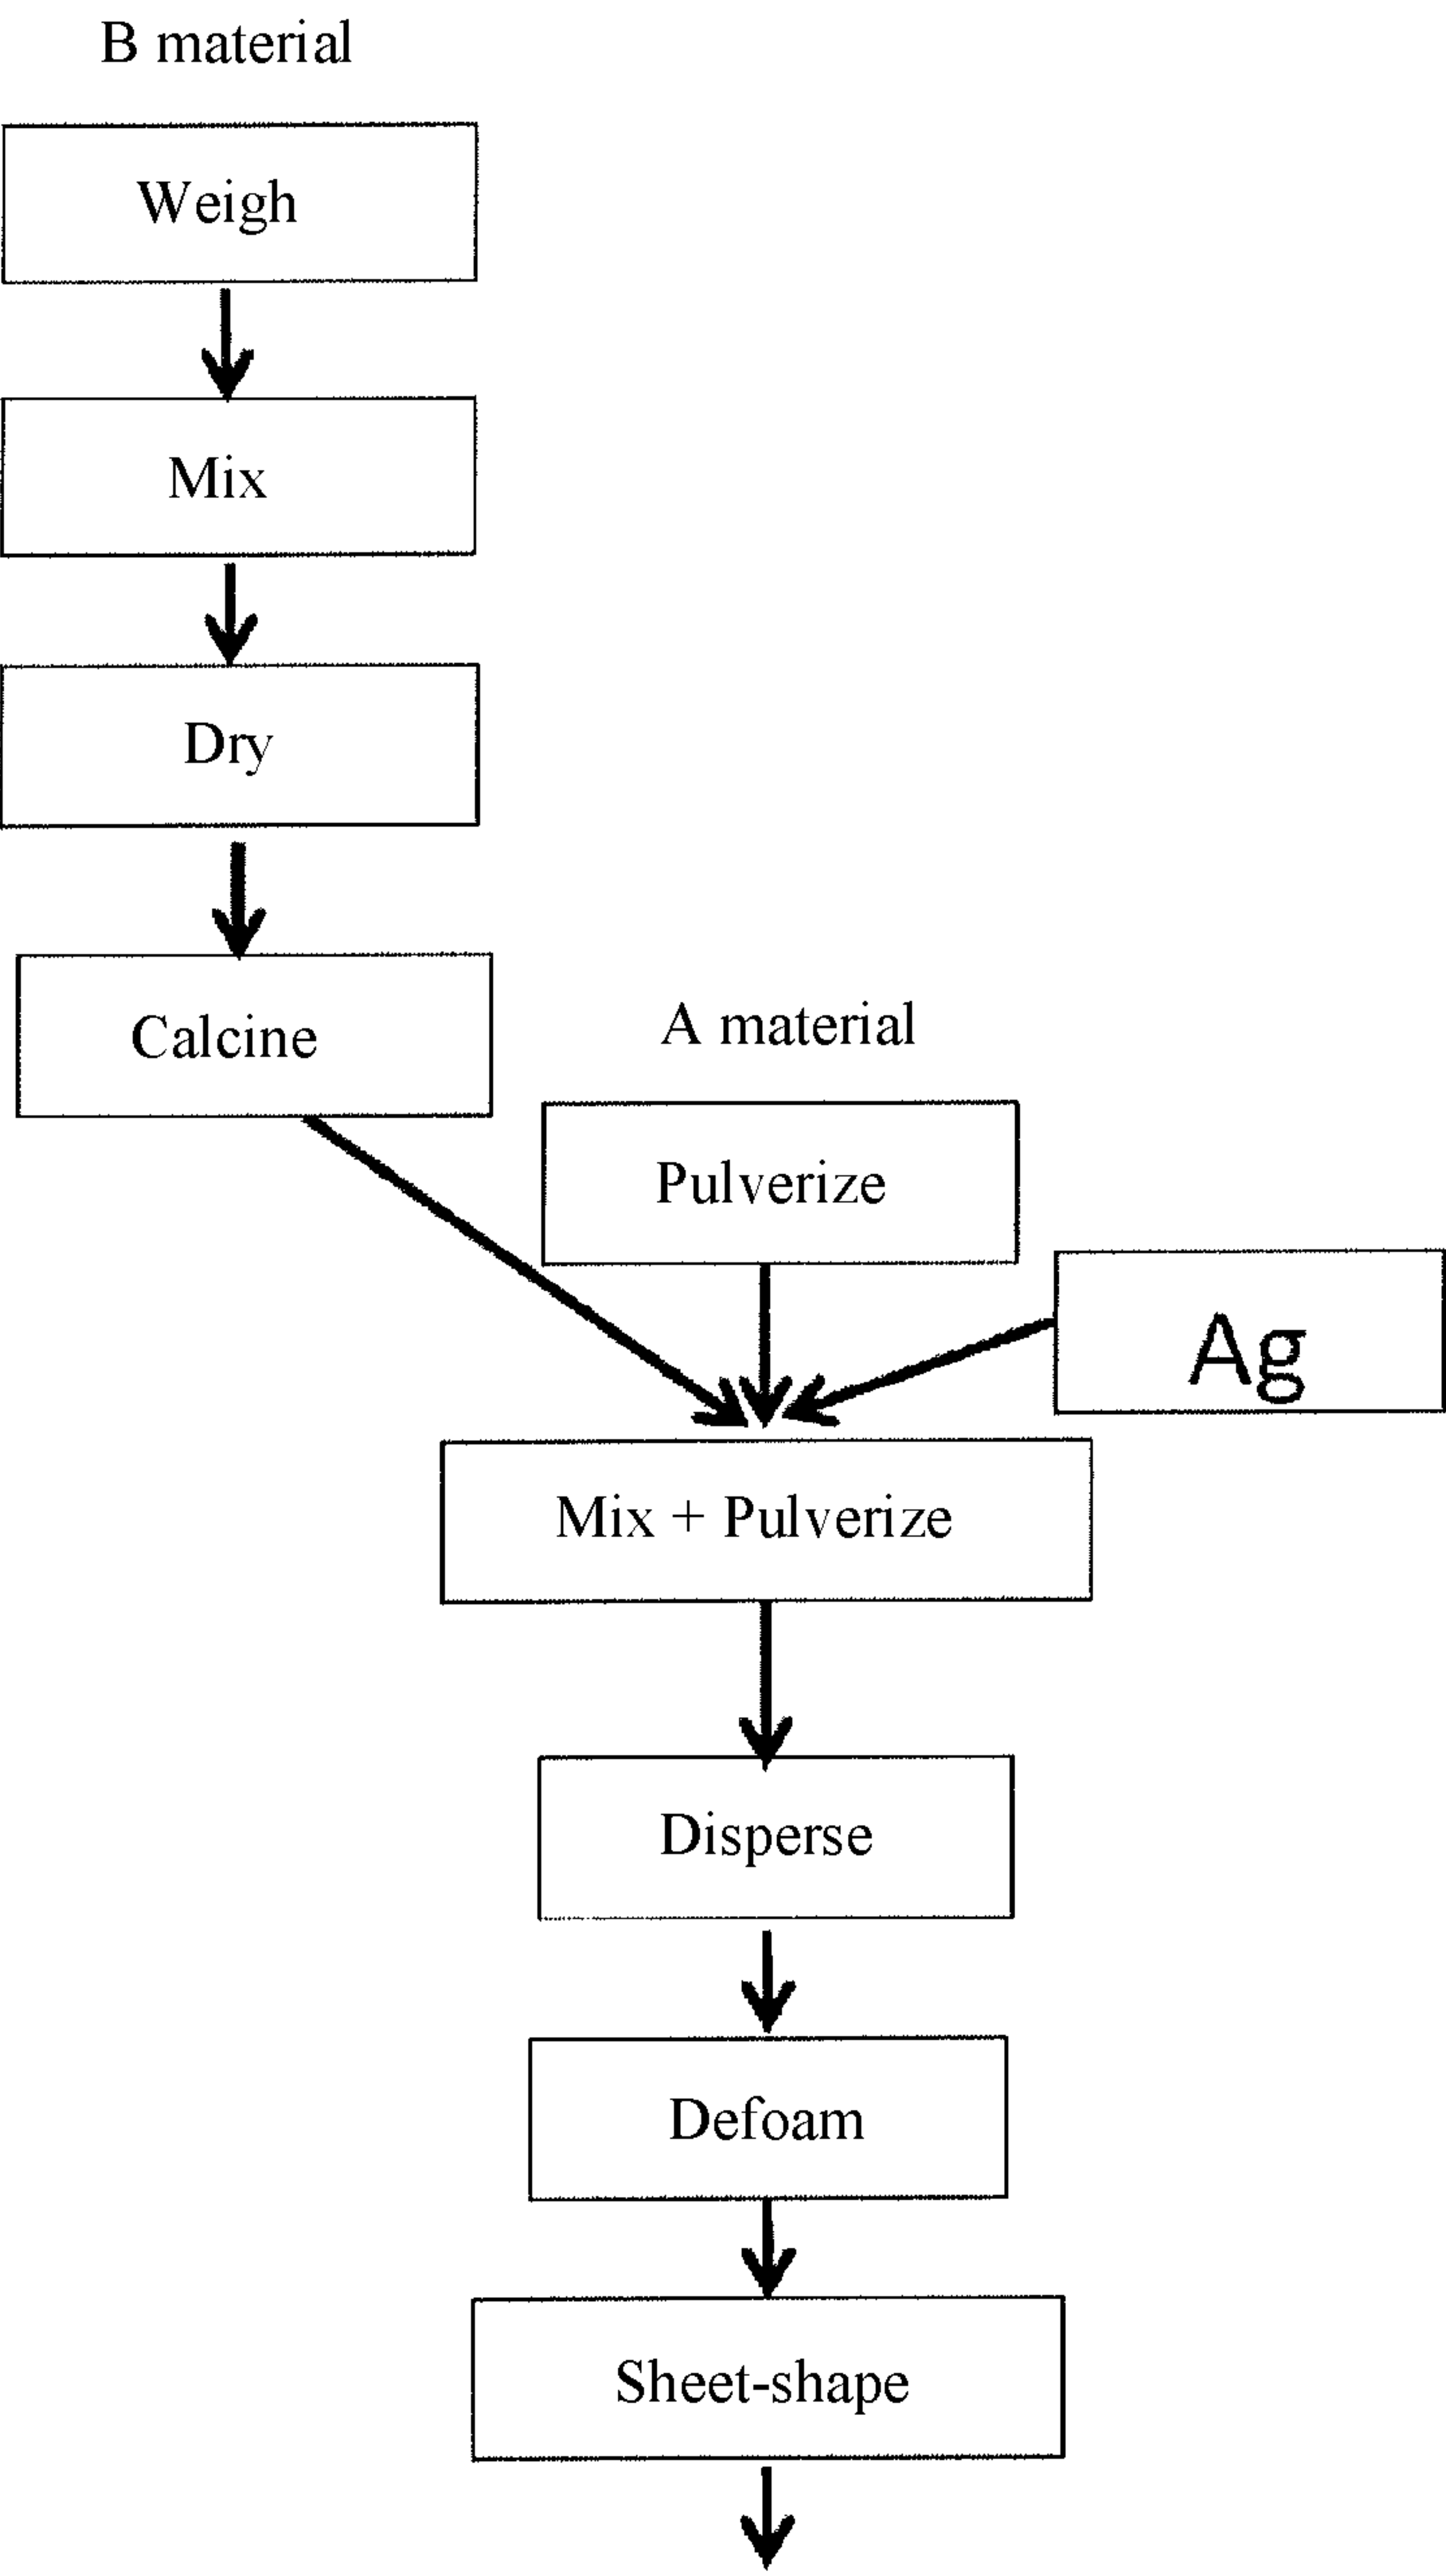 B material
Weigh
Mix
Dry
Calcine
A material
Pulverize
Ag
Mix + Pulverize
Disperse
Defoam
Sheet-shape